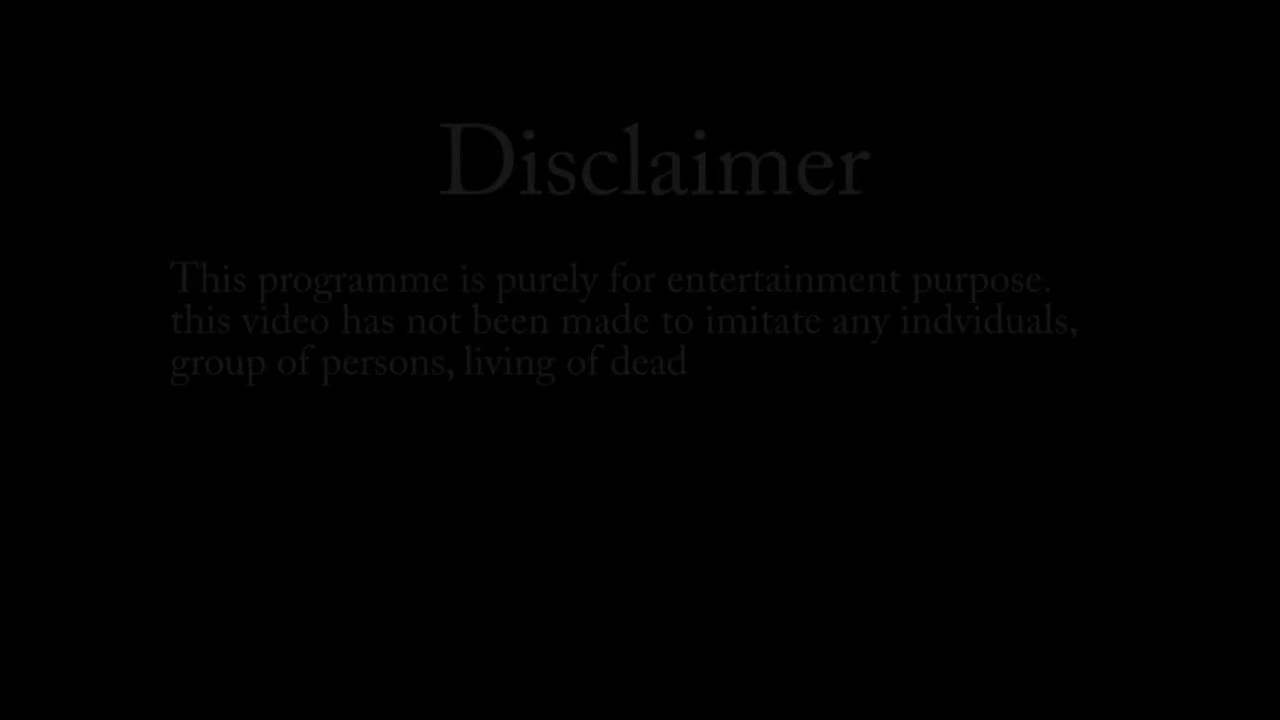 Disclaimer
This programme is purely for entertainment purpose.
this video has not been made to imitate any indviduals,
group of persons, living of dead